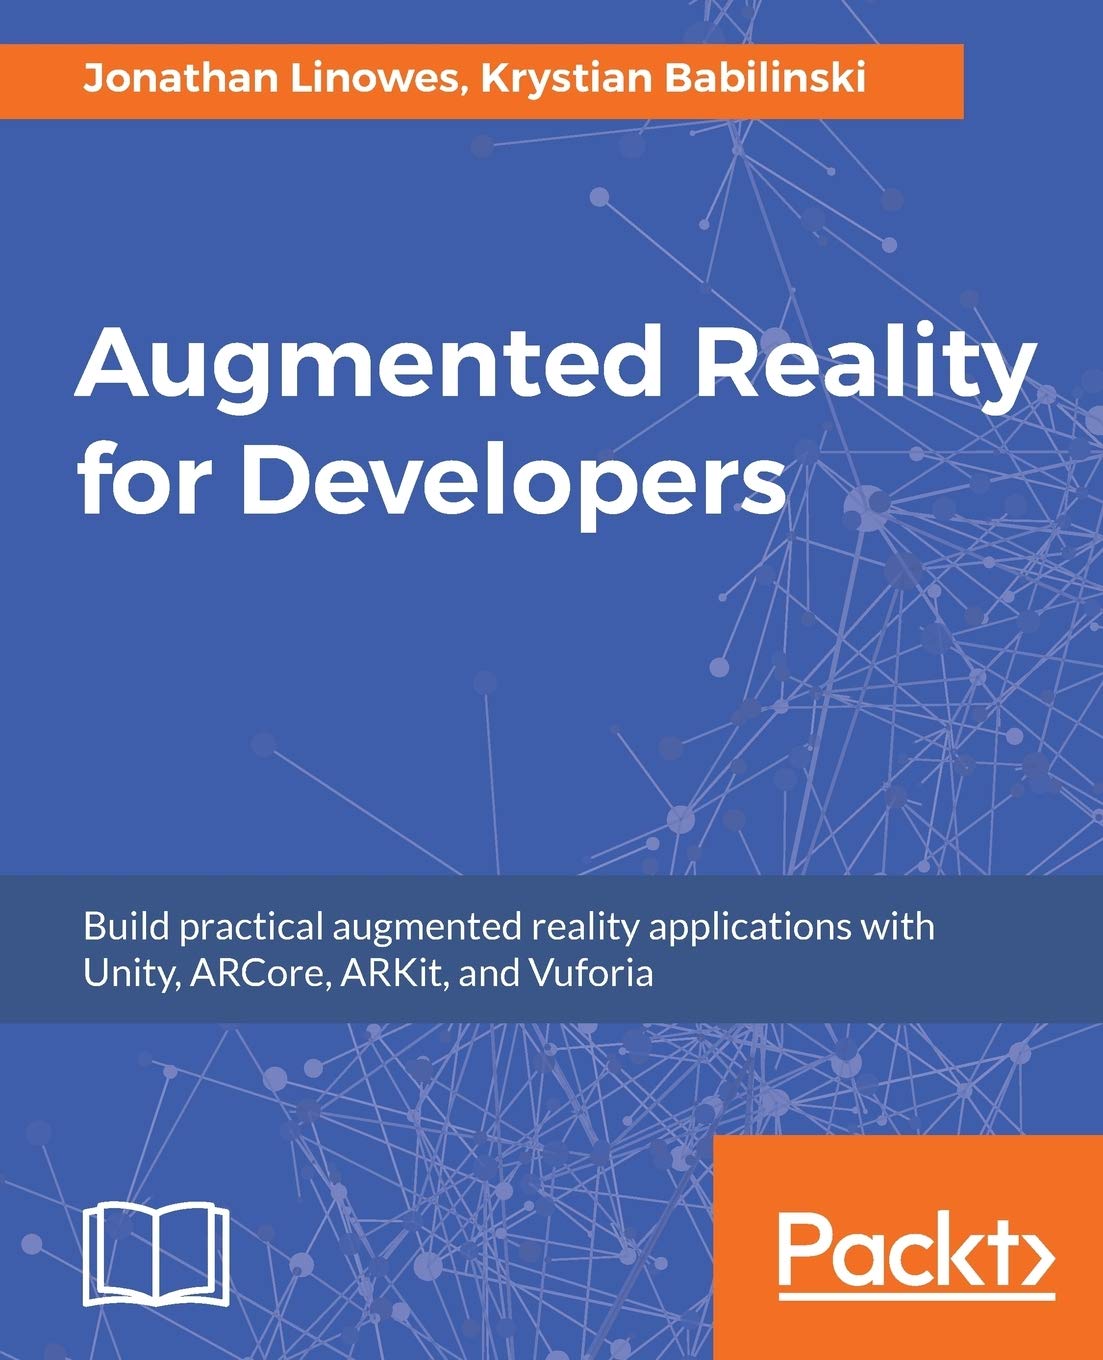 Jonathan Linowes, Krystian Babilinski
Augmented Reality
for Developers
Build practical augmented reality applications with
Unity, ARCore, ARKit, and Vuforia
Packt